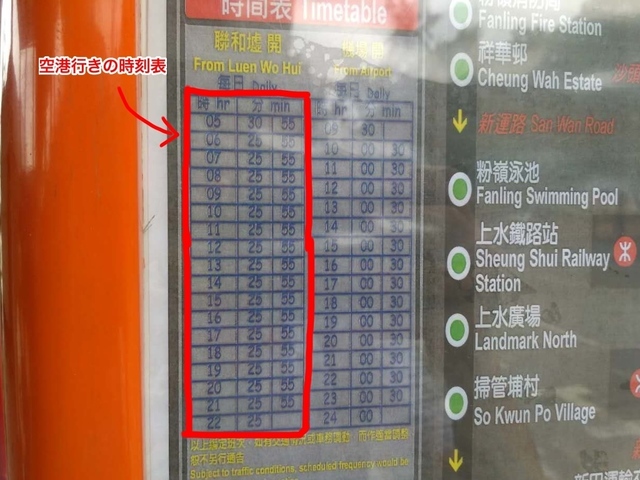 時間表 Timetable
空港行きの時刻表
聯和墟 開
From Luen Wo Hui
From Airport
每日 Daily
每日 Daily
時 hr 分 min 時 hr 分 min
05 30 55 09 30
06 25 55 10 00 30
07 25 55 11 00 30
08 25 55 12 00 30
09 25 55 13 00 30
10 25 55 14 00 30
11 25 55 15 00 30
12 25 55 16 00 30
13 25 55 17 00 30
14 25 55 18 00 30
15 25 55 19 00 30
16 25 55 20 00 30
17 25 55 21 00 30
18 25 55 22 00 30
19 25 55 23 00 30
20 25 55 24 00
21 25 55
22 25
Subject to traffic conditions, scheduled frequency would be
Fanling Fire Station
祥華邨
Cheung Wah Estate
新運路 San Wan Road
粉嶺泳池
Fanling Swimming Pool
上水鐵路站
Sheung Shui Railway
Station
上水廣場
Landmark North
掃管埔村
So Kwun Po Village